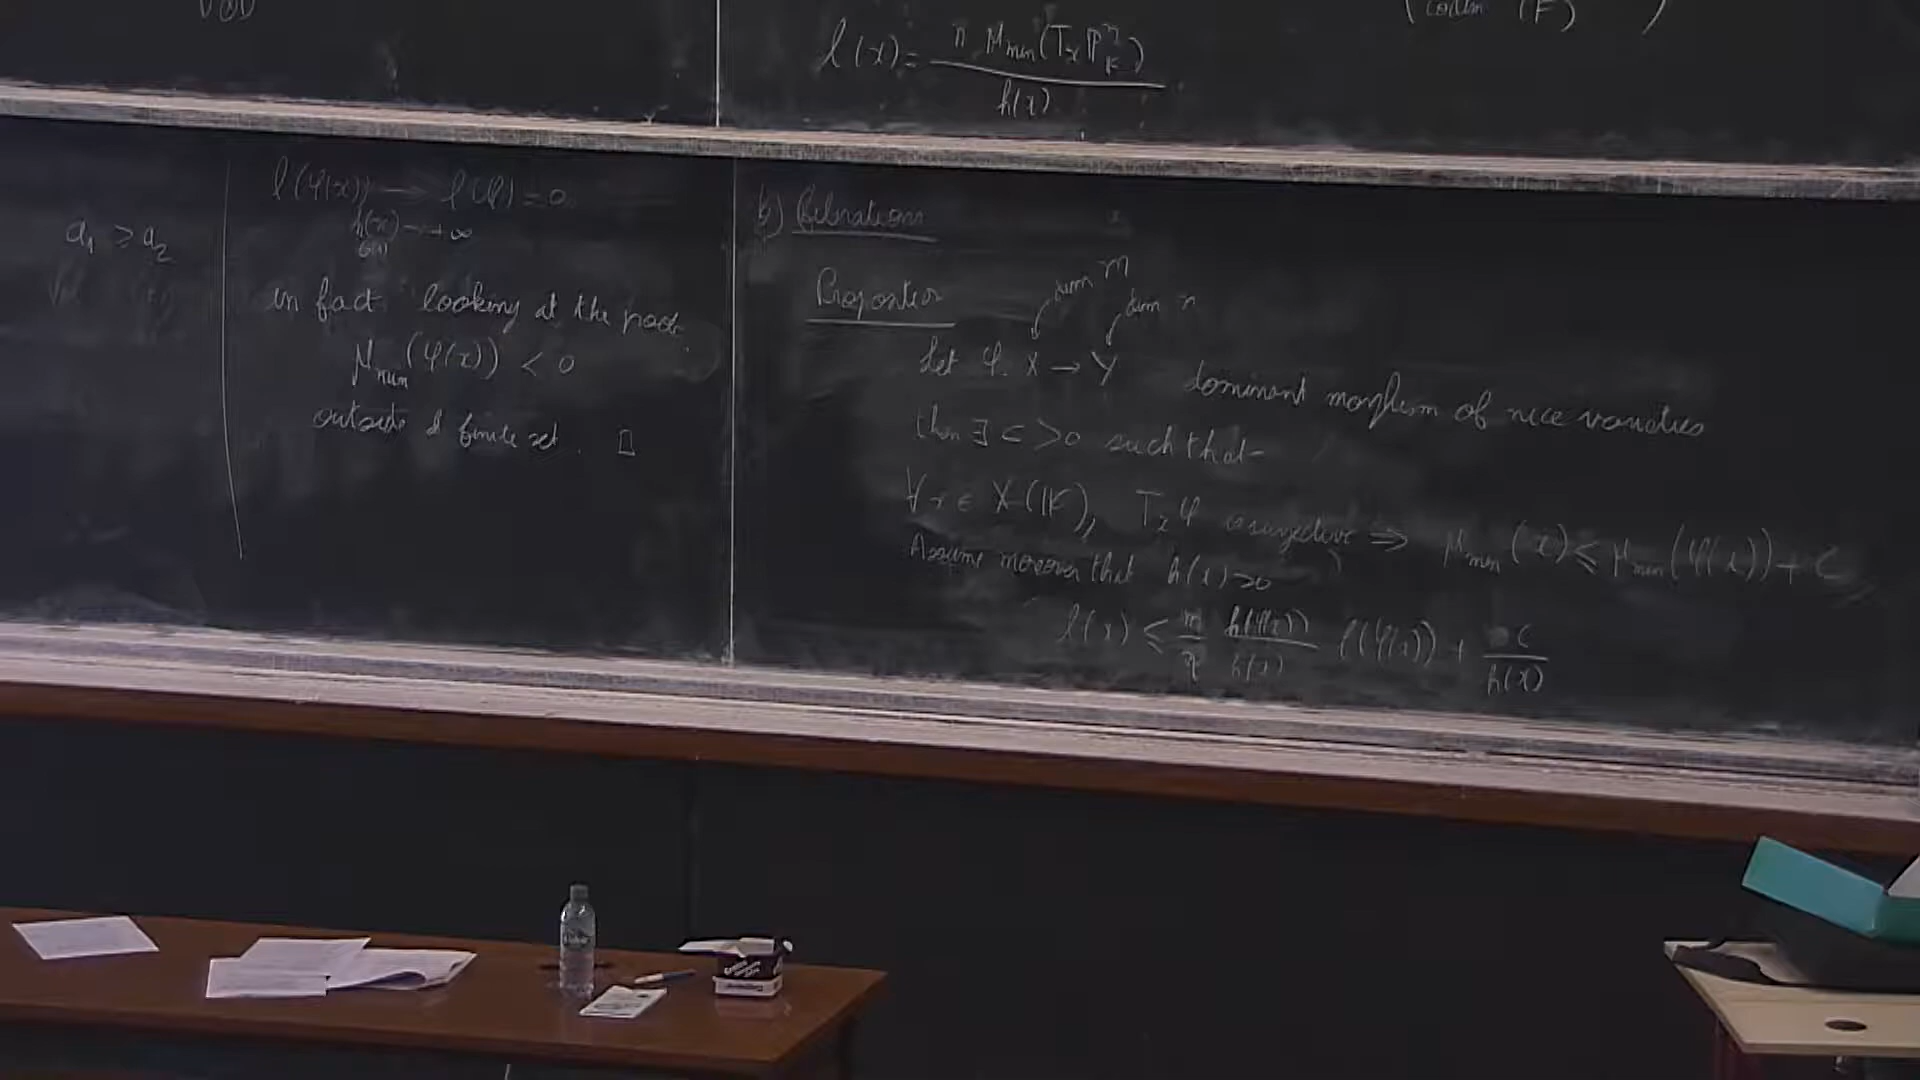 l(x) = n μ_min(T_x P^n_K) / h(x)
a_1 ≥ a_2
l(φ(x)) → l(φ) = 0
h(x) → +∞
in fact looking at the proof
μ_min(φ(x)) < 0
outside a finite set. □
b) Fibrations
Proposition
dim m
dim n
Let φ: X → Y dominant morphism of nice varieties
then ∃ C > 0 such that
∀ x ∈ X(K), T_x φ surjective ⇒ μ_min(x) ≤ μ_min(φ(x)) + C
Assume moreover that h(x) > 0
l(x) ≤ m/n h(φ(x))/h(x) l(φ(x)) + C/h(x)